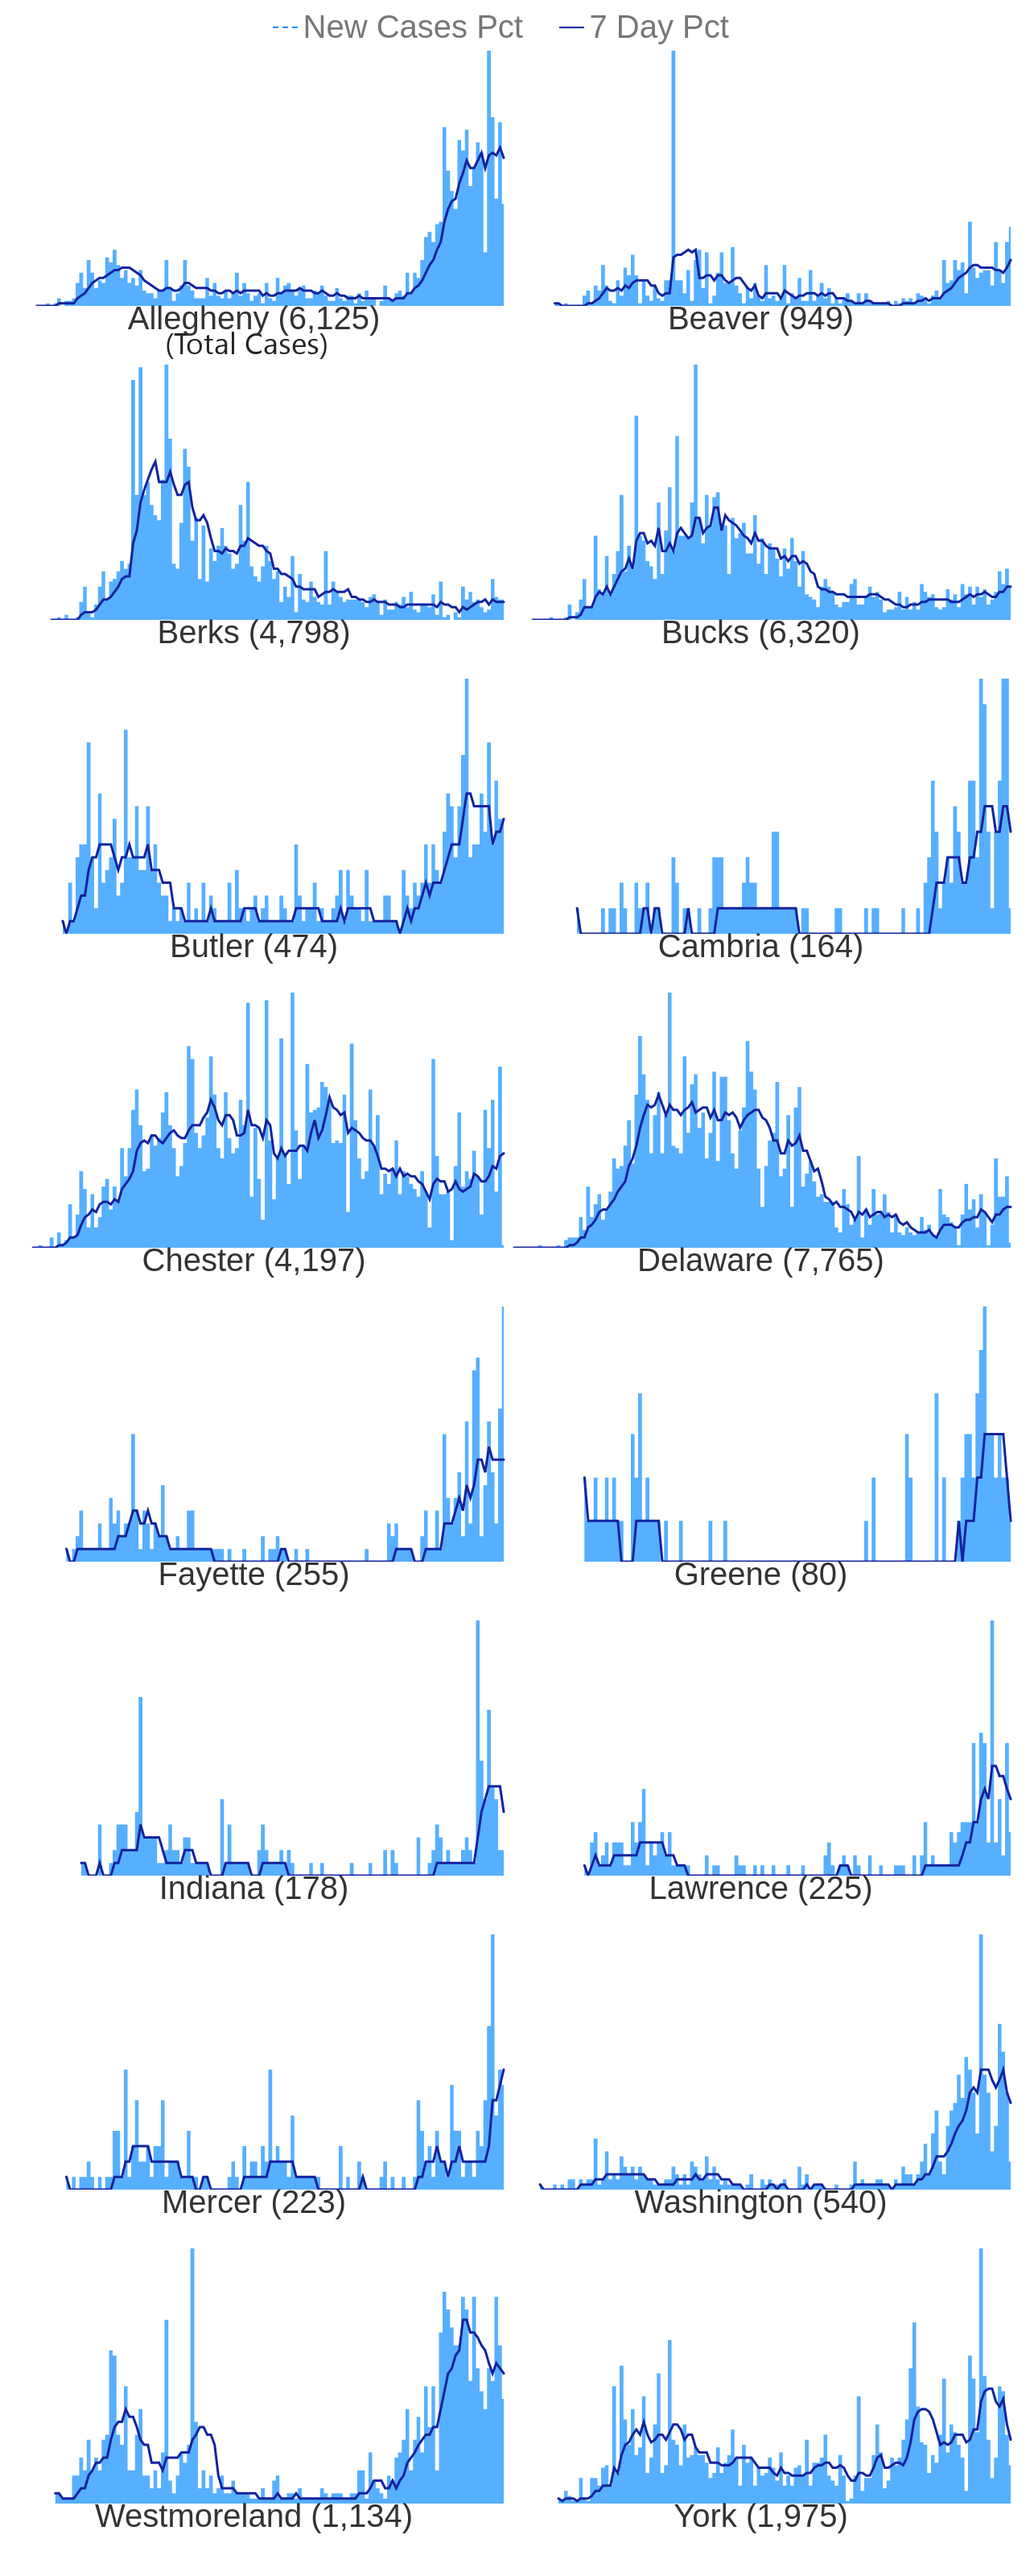 New Cases Pct 7 Day Pct
Allegheny (6,125) Beaver (949)
(Total Cases)
Berks (4,798) Bucks (6,320)
Butler (474) Cambria (164)
Chester (4,197) Delaware (7,765)
Fayette (255) Greene (80)
Indiana (178) Lawrence (225)
Mercer (223) Washington (540)
Westmoreland (1,134) York (1,975)